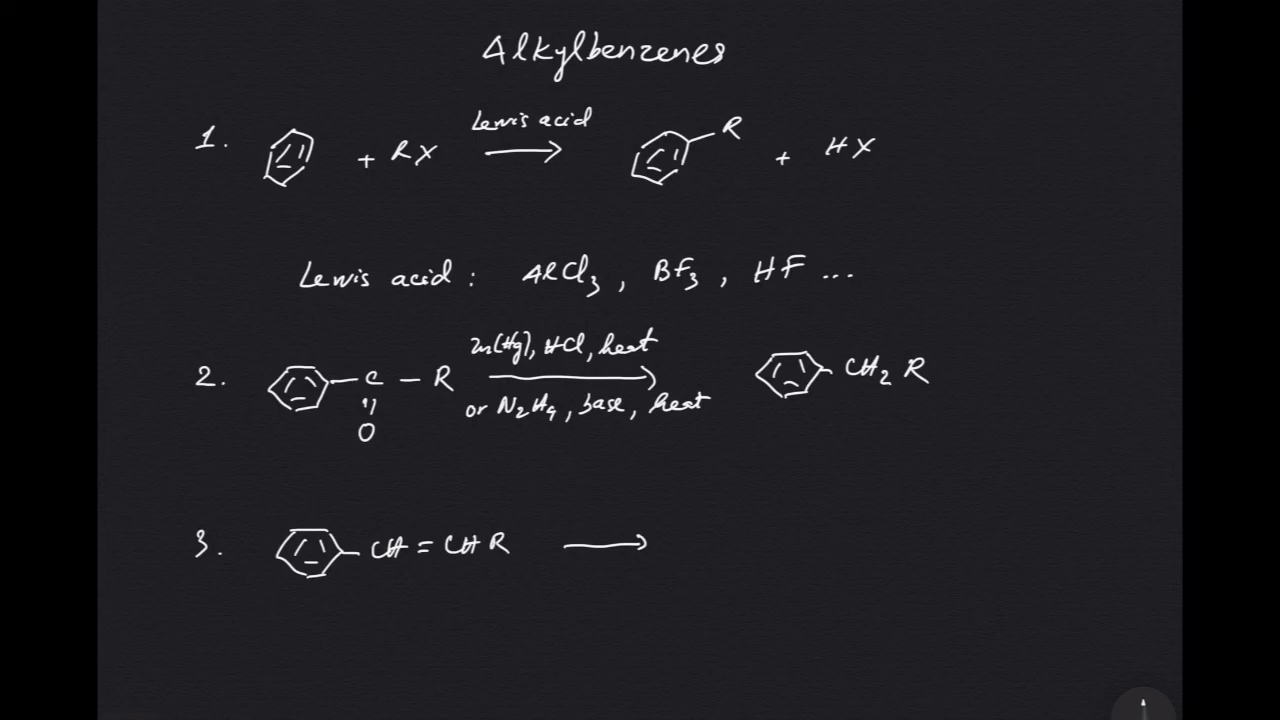 Alkylbenzenes
1. + RX Lewis acid → R + HX
Lewis acid : AlCl₃ , BF₃ , HF ...
2. — C — R Zn(Hg), HCl, heat → CH₂ R
O or N₂H₄, base, heat
3. CH = CH R →